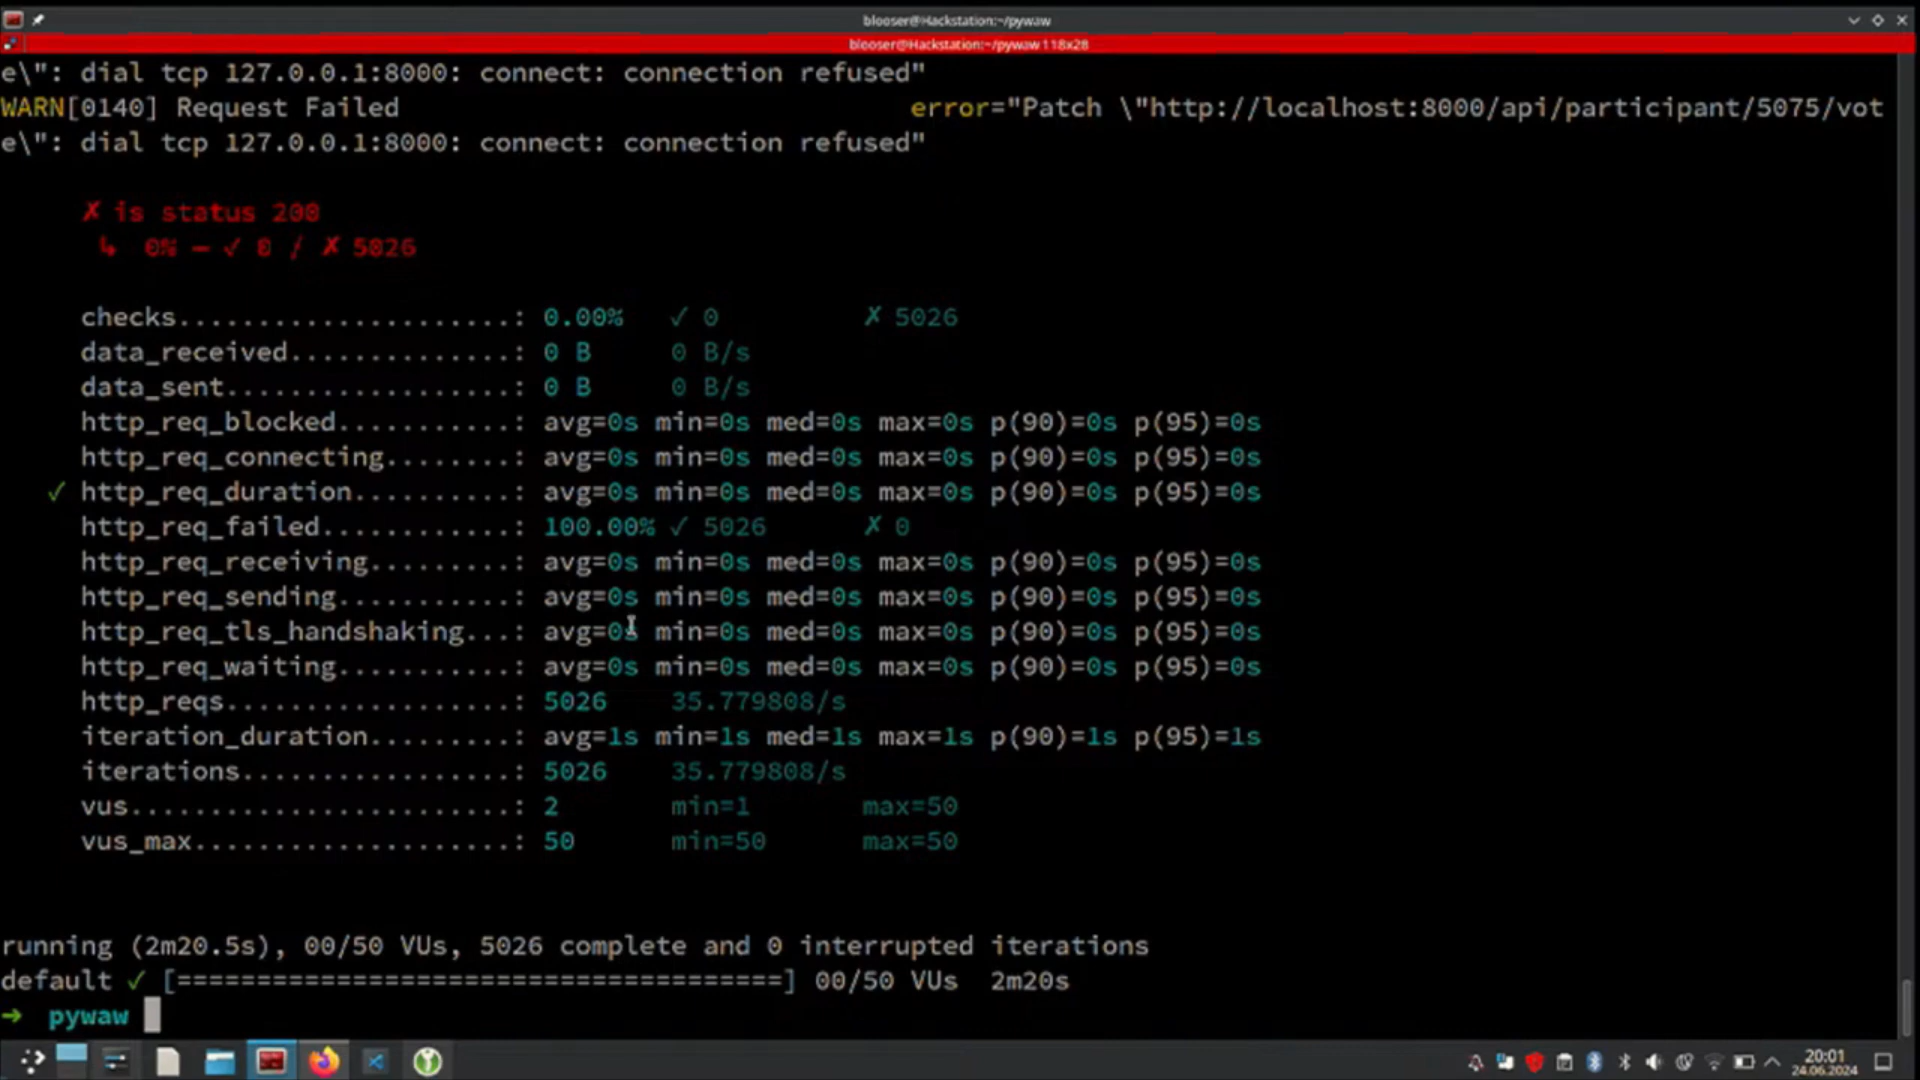 blooser@Hackstation:~/pywaw
blooser@Hackstation:~/pywaw 118x28
e\": dial tcp 127.0.0.1:8000: connect: connection refused"
WARN[0140] Request Failed error="Patch \"http://localhost:8000/api/participant/5075/vot
e\": dial tcp 127.0.0.1:8000: connect: connection refused"
✗ is status 200
↳ 0% — ✓ 0 / ✗ 5026
checks.....................: 0.00% ✓ 0 ✗ 5026
data_received..............: 0 B 0 B/s
data_sent..................: 0 B 0 B/s
http_req_blocked...........: avg=0s min=0s med=0s max=0s p(90)=0s p(95)=0s
http_req_connecting........: avg=0s min=0s med=0s max=0s p(90)=0s p(95)=0s
✓ http_req_duration..........: avg=0s min=0s med=0s max=0s p(90)=0s p(95)=0s
http_req_failed............: 100.00% ✓ 5026 ✗ 0
http_req_receiving.........: avg=0s min=0s med=0s max=0s p(90)=0s p(95)=0s
http_req_sending...........: avg=0s min=0s med=0s max=0s p(90)=0s p(95)=0s
http_req_tls_handshaking...: avg=0s min=0s med=0s max=0s p(90)=0s p(95)=0s
http_req_waiting...........: avg=0s min=0s med=0s max=0s p(90)=0s p(95)=0s
http_reqs..................: 5026 35.779808/s
iteration_duration.........: avg=1s min=1s med=1s max=1s p(90)=1s p(95)=1s
iterations.................: 5026 35.779808/s
vus........................: 2 min=1 max=50
vus_max....................: 50 min=50 max=50
running (2m20.5s), 00/50 VUs, 5026 complete and 0 interrupted iterations
default ✓ [======================================] 00/50 VUs 2m20s
➜ pywaw
20:01
24.06.2024